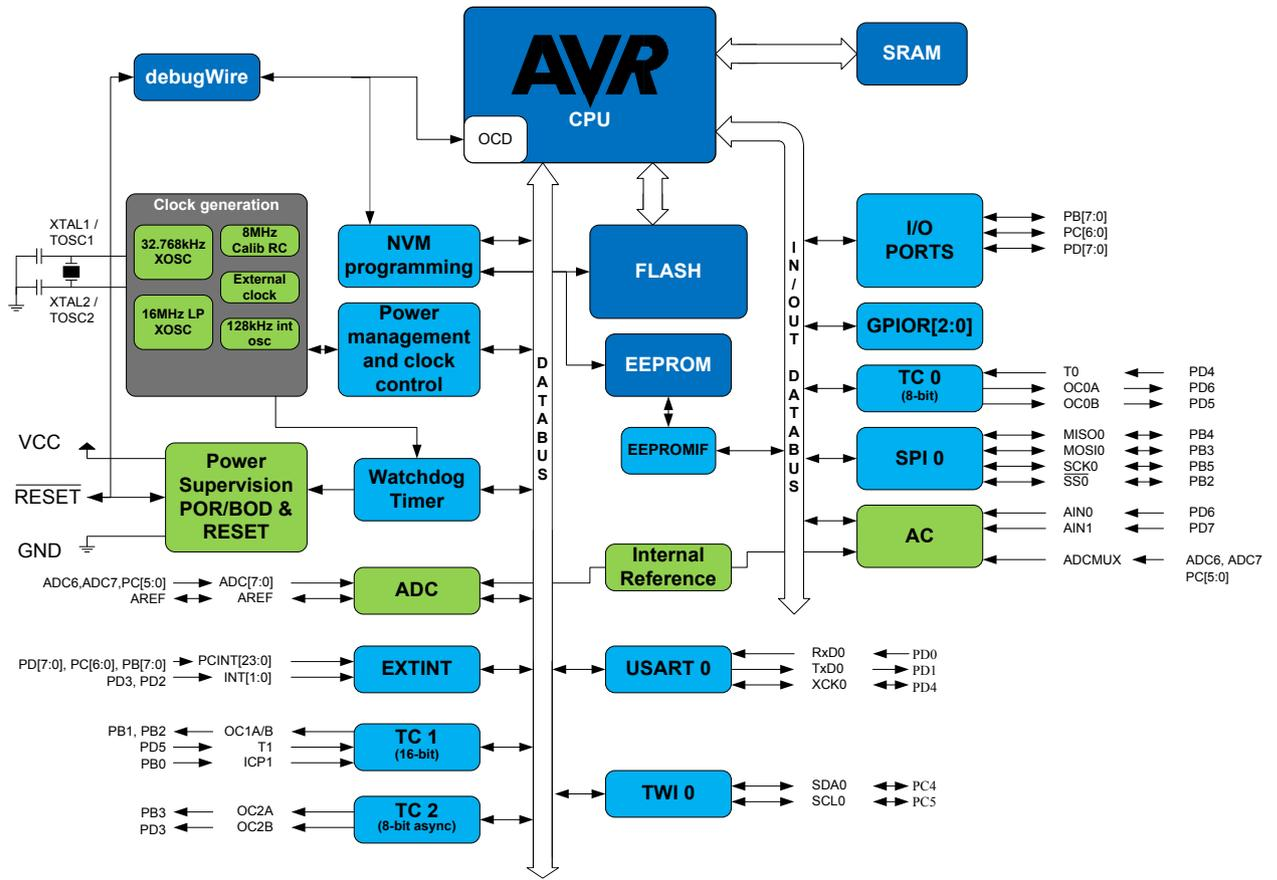 AVR
CPU
OCD
SRAM
debugWire
Clock generation
32.768kHz
XOSC
8MHz
Calib RC
External
clock
16MHz LP
XOSC
128kHz int
osc
XTAL1 /
TOSC1
XTAL2 /
TOSC2
NVM
programming
Power
management
and clock
control
FLASH
EEPROM
EEPROMIF
DATABUS
IN/OUT DATABUS
I/O
PORTS
PB[7:0]
PC[6:0]
PD[7:0]
GPIOR[2:0]
TC 0
(8-bit)
T0 PD4
OC0A PD6
OC0B PD5
SPI 0
MISO0 PB4
MOSI0 PB3
SCK0 PB5
SS0 PB2
AC
AIN0 PD6
AIN1 PD7
ADCMUX ADC6, ADC7
PC[5:0]
VCC
RESET
GND
Power
Supervision
POR/BOD &
RESET
Watchdog
Timer
Internal
Reference
ADC6,ADC7,PC[5:0] ADC[7:0]
AREF AREF
ADC
PD[7:0], PC[6:0], PB[7:0] PCINT[23:0]
PD3, PD2 INT[1:0]
EXTINT
USART 0
RxD0 PD0
TxD0 PD1
XCK0 PD4
PB1, PB2 OC1A/B
PD5 T1
PB0 ICP1
TC 1
(16-bit)
TWI 0
SDA0 PC4
SCL0 PC5
PB3 OC2A
PD3 OC2B
TC 2
(8-bit async)